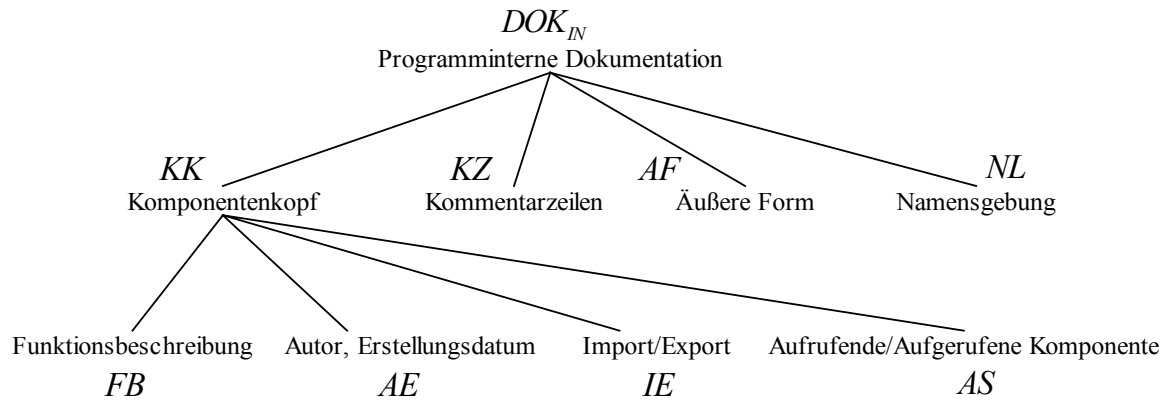 DOK_IN
Programminterne Dokumentation
KK KZ AF NL
Komponentenkopf Kommentarzeilen Äußere Form Namensgebung
Funktionsbeschreibung Autor, Erstellungsdatum Import/Export Aufrufende/Aufgerufene Komponente
FB AE IE AS